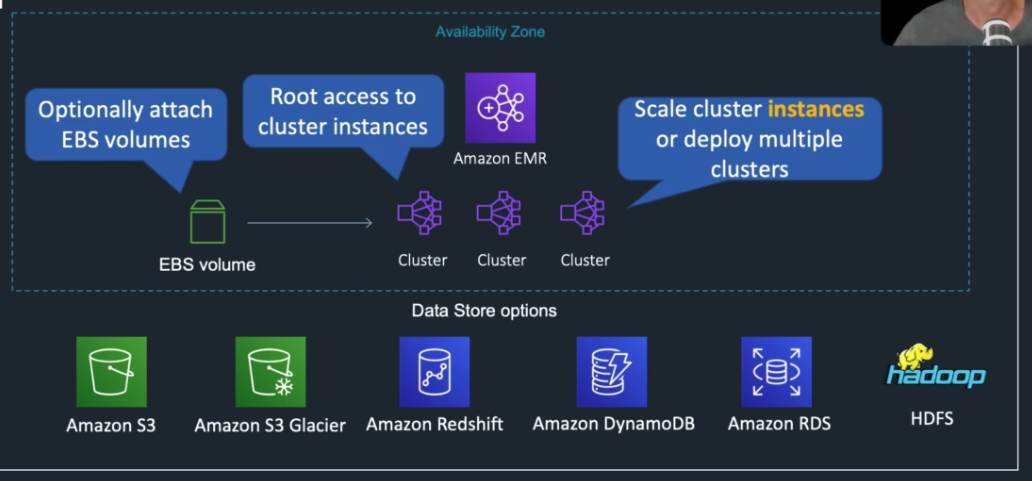 Availability Zone
Optionally attach
EBS volumes
Root access to
cluster instances
Amazon EMR
Scale cluster instances
or deploy multiple
clusters
EBS volume
Cluster
Cluster
Cluster
Data Store options
Amazon S3
Amazon S3 Glacier
Amazon Redshift
Amazon DynamoDB
Amazon RDS
hadoop
HDFS